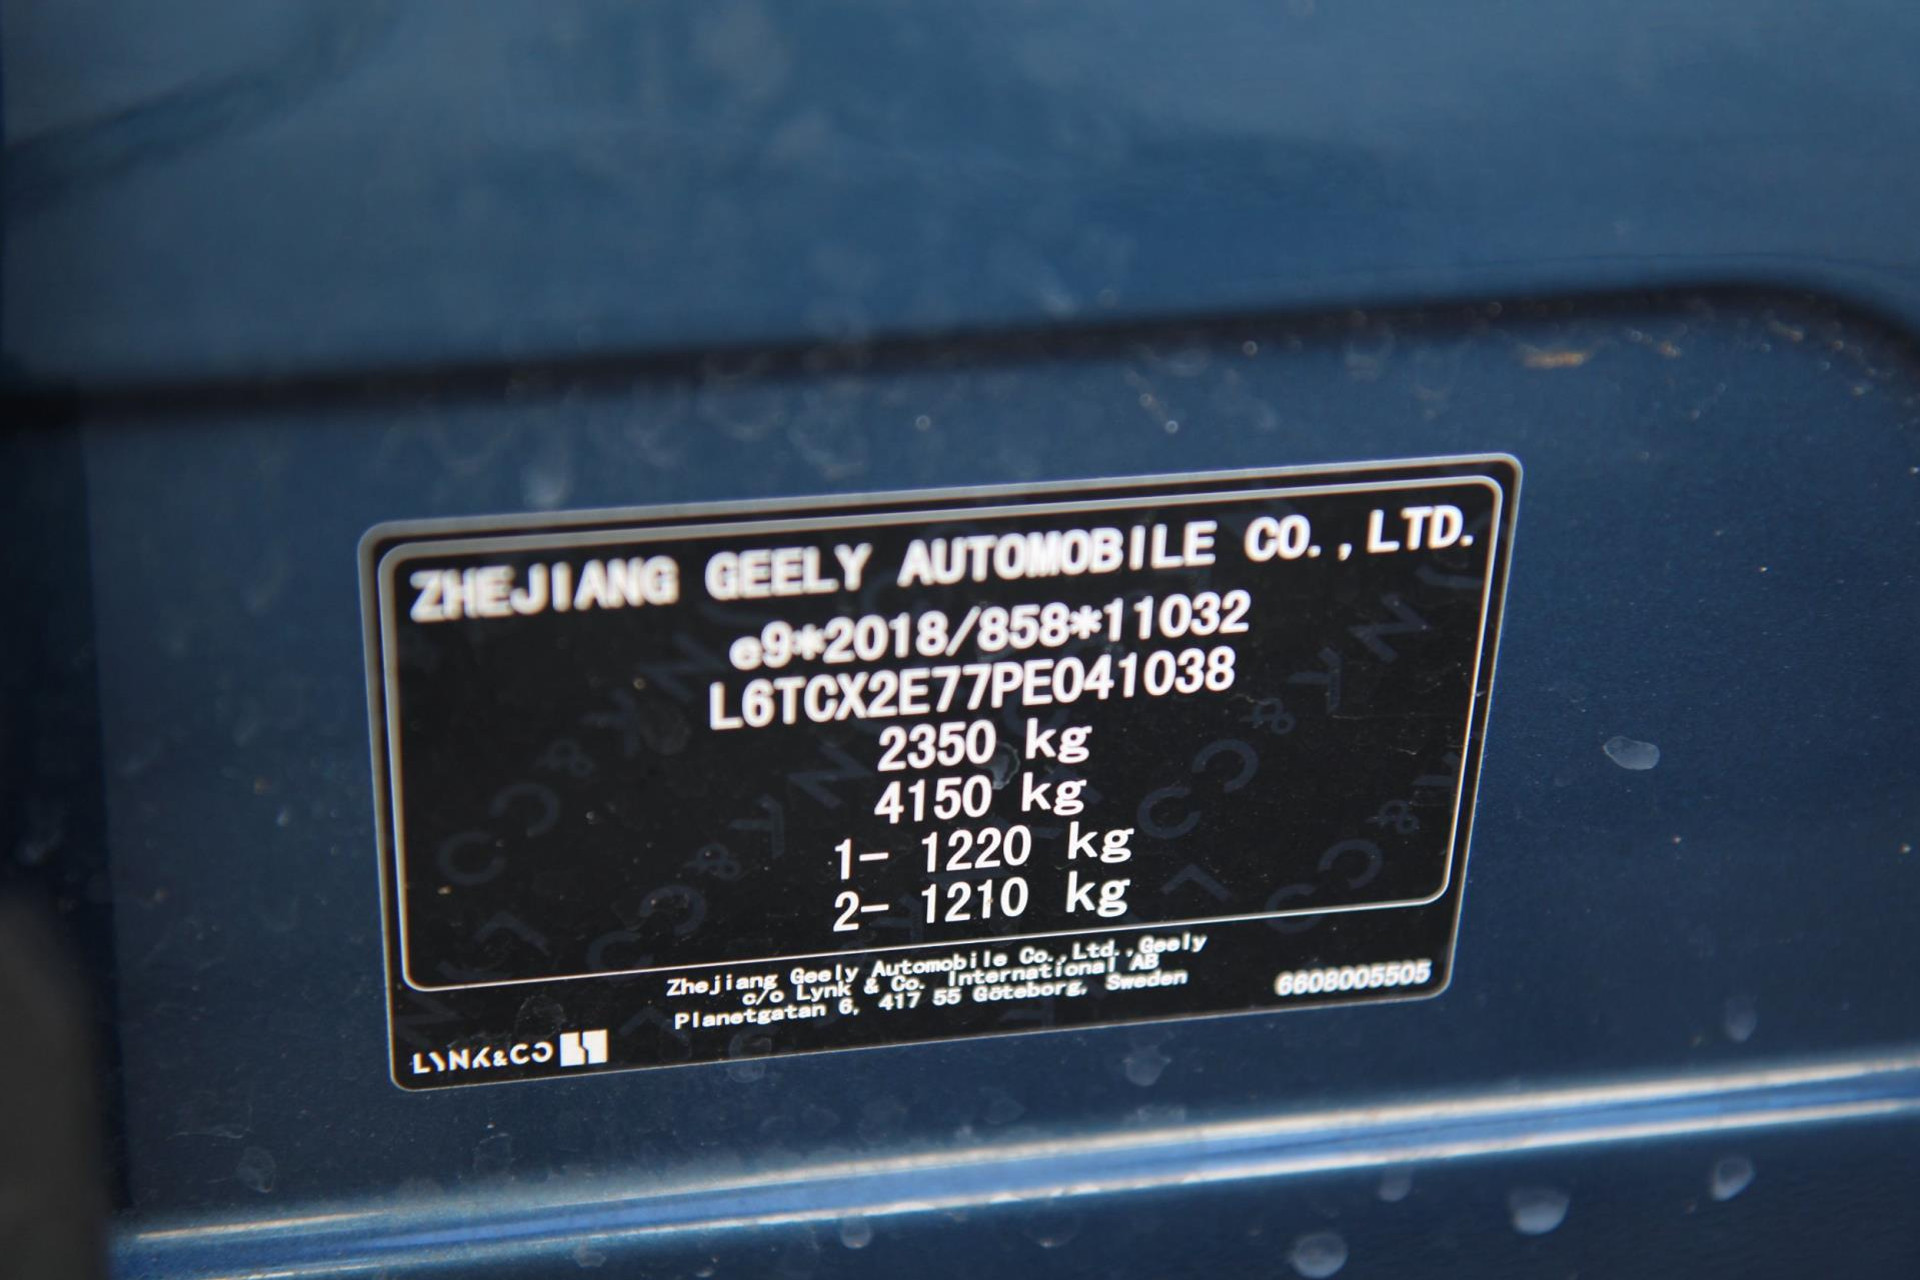 ZHEJIANG GEELY AUTOMOBILE CO.,LTD.
e9*2018/858*11032
L6TCX2E77PE041038
2350 kg
4150 kg
1- 1220 kg
2- 1210 kg
Zhejiang Geely Automobile Co.,Ltd.,Geely
c/o Lynk & Co. International AB
Planetgatan 6, 417 55 Göteborg, Sweden
6608005505
LYNK&CO